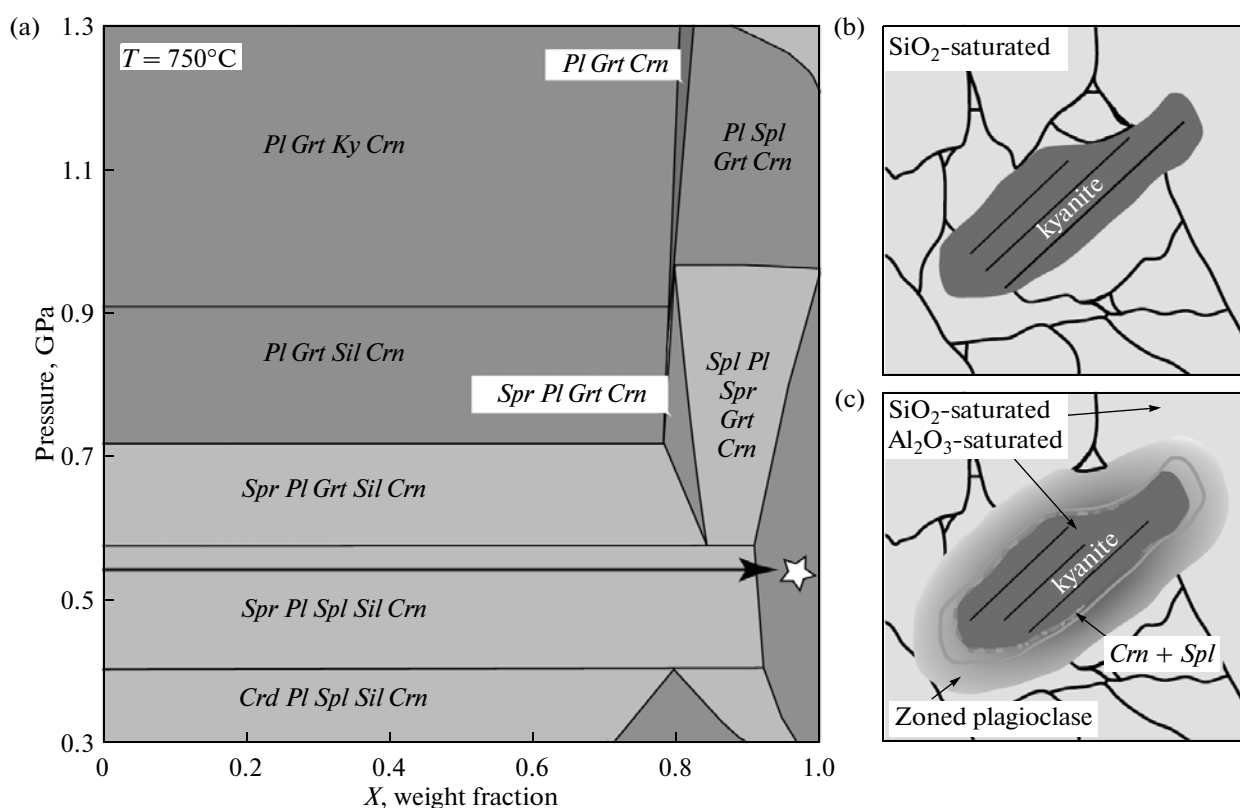 (a)
1.3
1.1
0.9
0.7
0.5
0.3
Pressure, GPa
T = 750°C
Pl Grt Crn
Pl Grt Ky Crn
Pl Spl
Grt Crn
Pl Grt Sil Crn
Spr Pl Grt Crn
Spl Pl
Spr
Grt
Crn
Spr Pl Grt Sil Crn
Spr Pl Spl Sil Crn
Crd Pl Spl Sil Crn
0
0.2
0.4
0.6
0.8
1.0
X, weight fraction
(b)
SiO2-saturated
kyanite
(c)
SiO2-saturated
Al2O3-saturated
kyanite
Crn + Spl
Zoned plagioclase